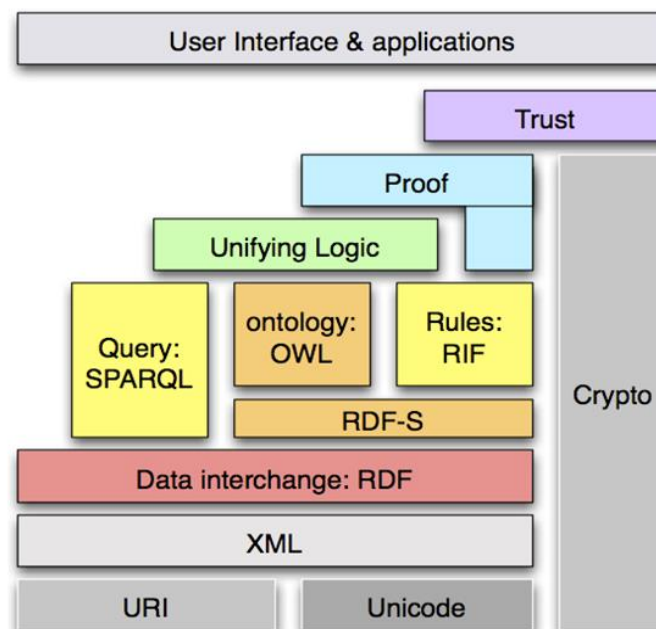 User Interface & applications
Trust
Proof
Unifying Logic
Query:
SPARQL
ontology:
OWL
Rules:
RIF
Crypto
RDF-S
Data interchange: RDF
XML
URI
Unicode